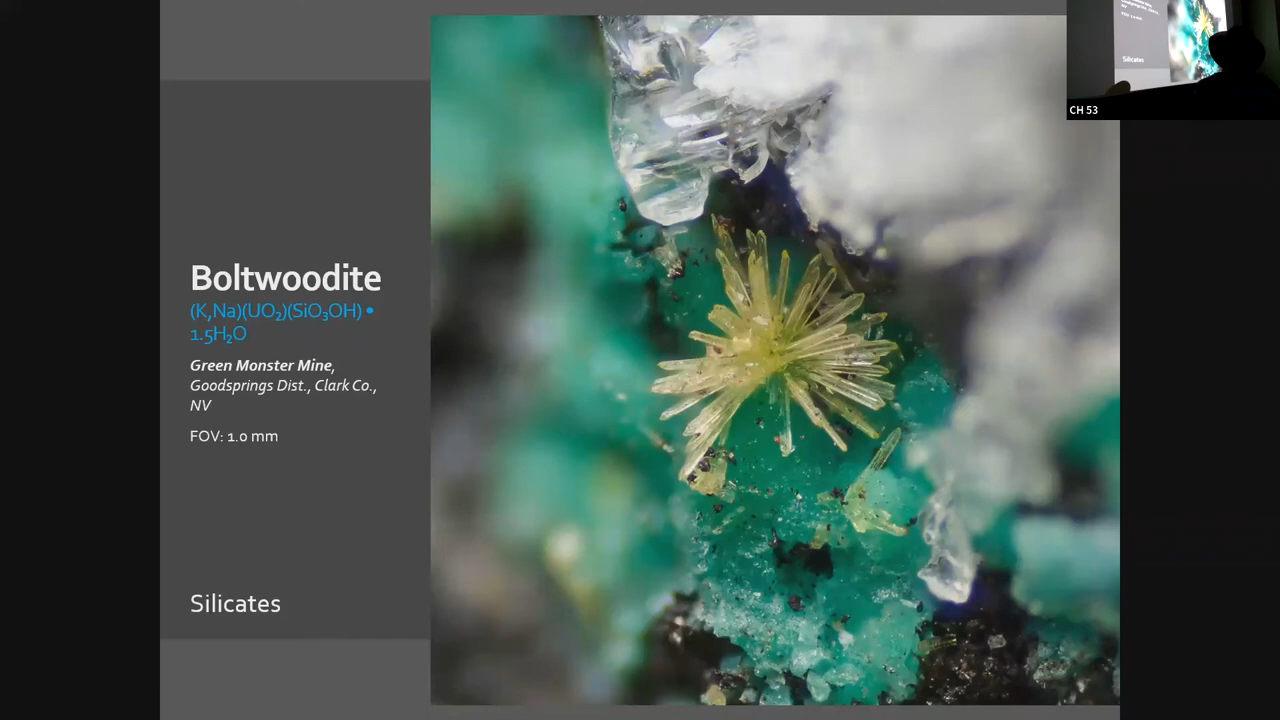 Boltwoodite
(K,Na)(UO₂)(SiO₃OH) •
1.5H₂O
Green Monster Mine,
Goodsprings Dist., Clark Co.,
NV
FOV: 1.0 mm
Silicates
Silicates
CH 53